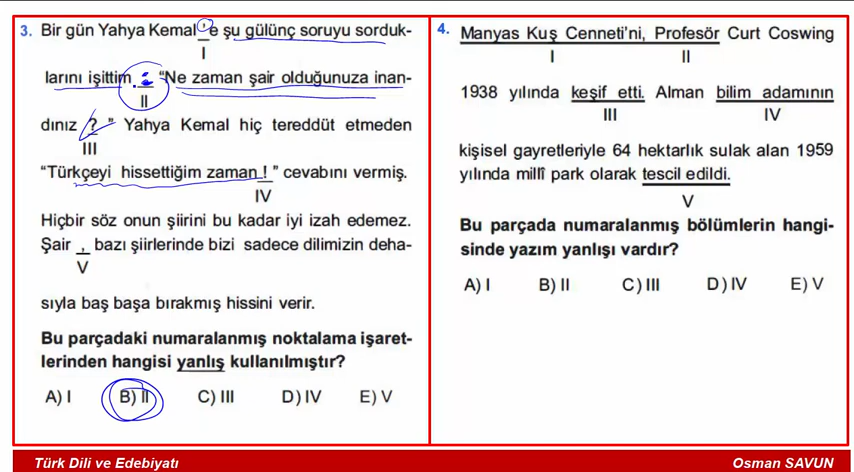 3. Bir gün Yahya Kemal'e şu gülünç soruyu sorduk-
I
larını işittim ; "Ne zaman şair olduğunuza inan-
II
dınız ? " Yahya Kemal hiç tereddüt etmeden
III
"Türkçeyi hissettiğim zaman ! " cevabını vermiş.
IV
Hiçbir söz onun şiirini bu kadar iyi izah edemez.
Şair , bazı şiirlerinde bizi sadece dilimizin deha-
V
sıyla baş başa bırakmış hissini verir.
Bu parçadaki numaralanmış noktalama işaret-
lerinden hangisi yanlış kullanılmıştır?
A) I B) II C) III D) IV E) V
4. Manyas Kuş Cenneti'ni, Profesör Curt Coswing
I II
1938 yılında keşif etti. Alman bilim adamının
III IV
kişisel gayretleriyle 64 hektarlık sulak alan 1959
yılında millî park olarak tescil edildi.
V
Bu parçada numaralanmış bölümlerin hangi-
sinde yazım yanlışı vardır?
A) I B) II C) III D) IV E) V
Türk Dili ve Edebiyatı
Osman SAVUN